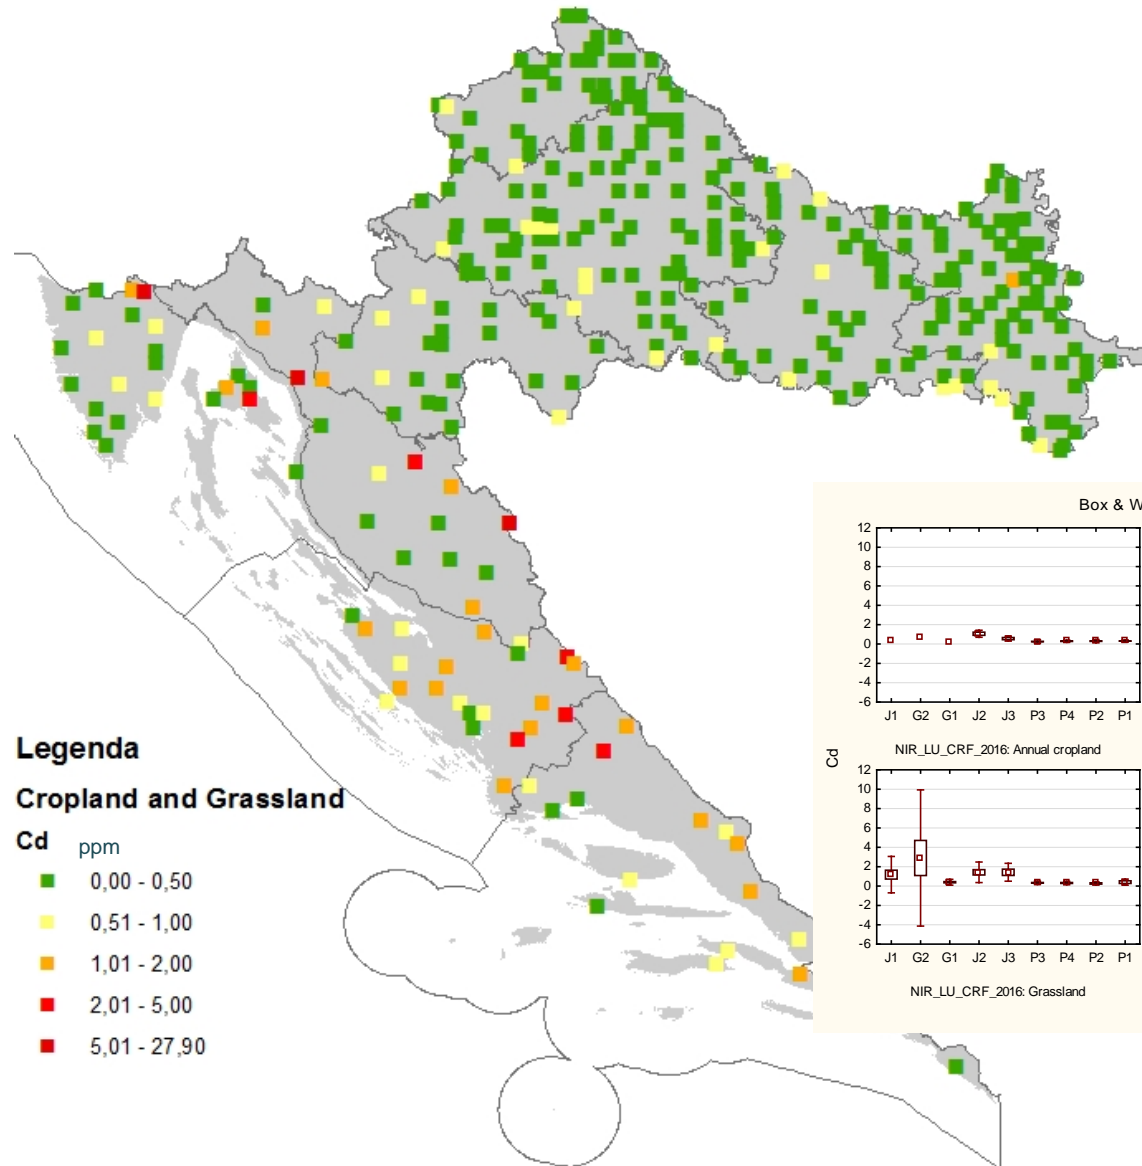 Legenda
Cropland and Grassland
Cd ppm
0,00 - 0,50
0,51 - 1,00
1,01 - 2,00
2,01 - 5,00
5,01 - 27,90
Box & W
12
10
8
6
4
2
0
-2
-4
-6
J1 G2 G1 J2 J3 P3 P4 P2 P1
NIR_LU_CRF_2016: Annual cropland
Cd
12
10
8
6
4
2
0
-2
-4
-6
J1 G2 G1 J2 J3 P3 P4 P2 P1
NIR_LU_CRF_2016: Grassland